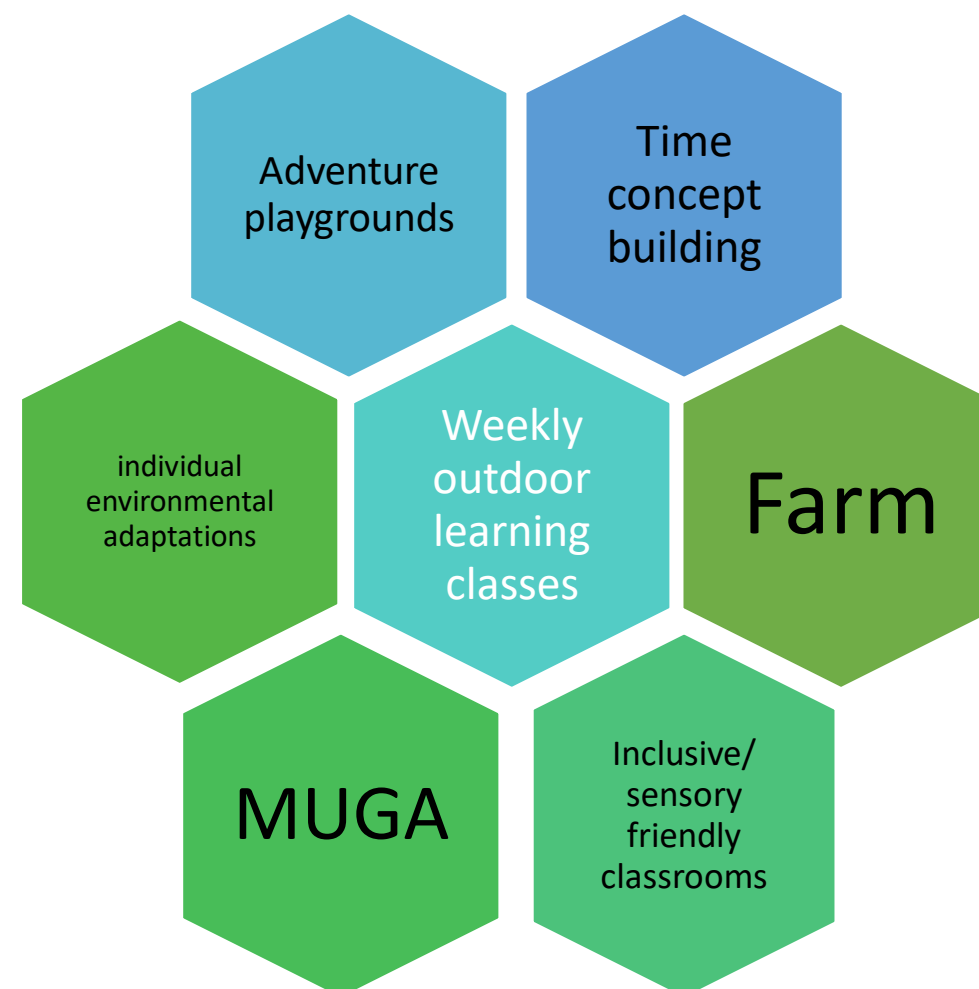 Adventure
playgrounds
Time
concept
building
individual
environmental
adaptations
Weekly
outdoor
learning
classes
Farm
MUGA
Inclusive/
sensory
friendly
classrooms